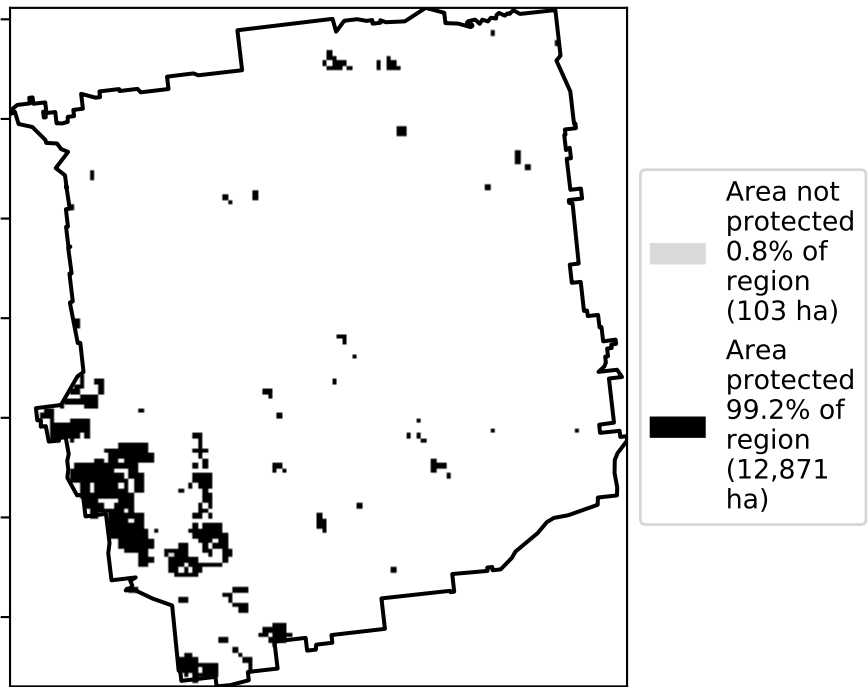 Area not
protected
0.8% of
region
(103 ha)
Area
protected
99.2% of
region
(12,871
ha)